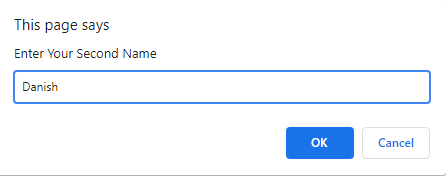 This page says
Enter Your Second Name
Danish
OK
Cancel